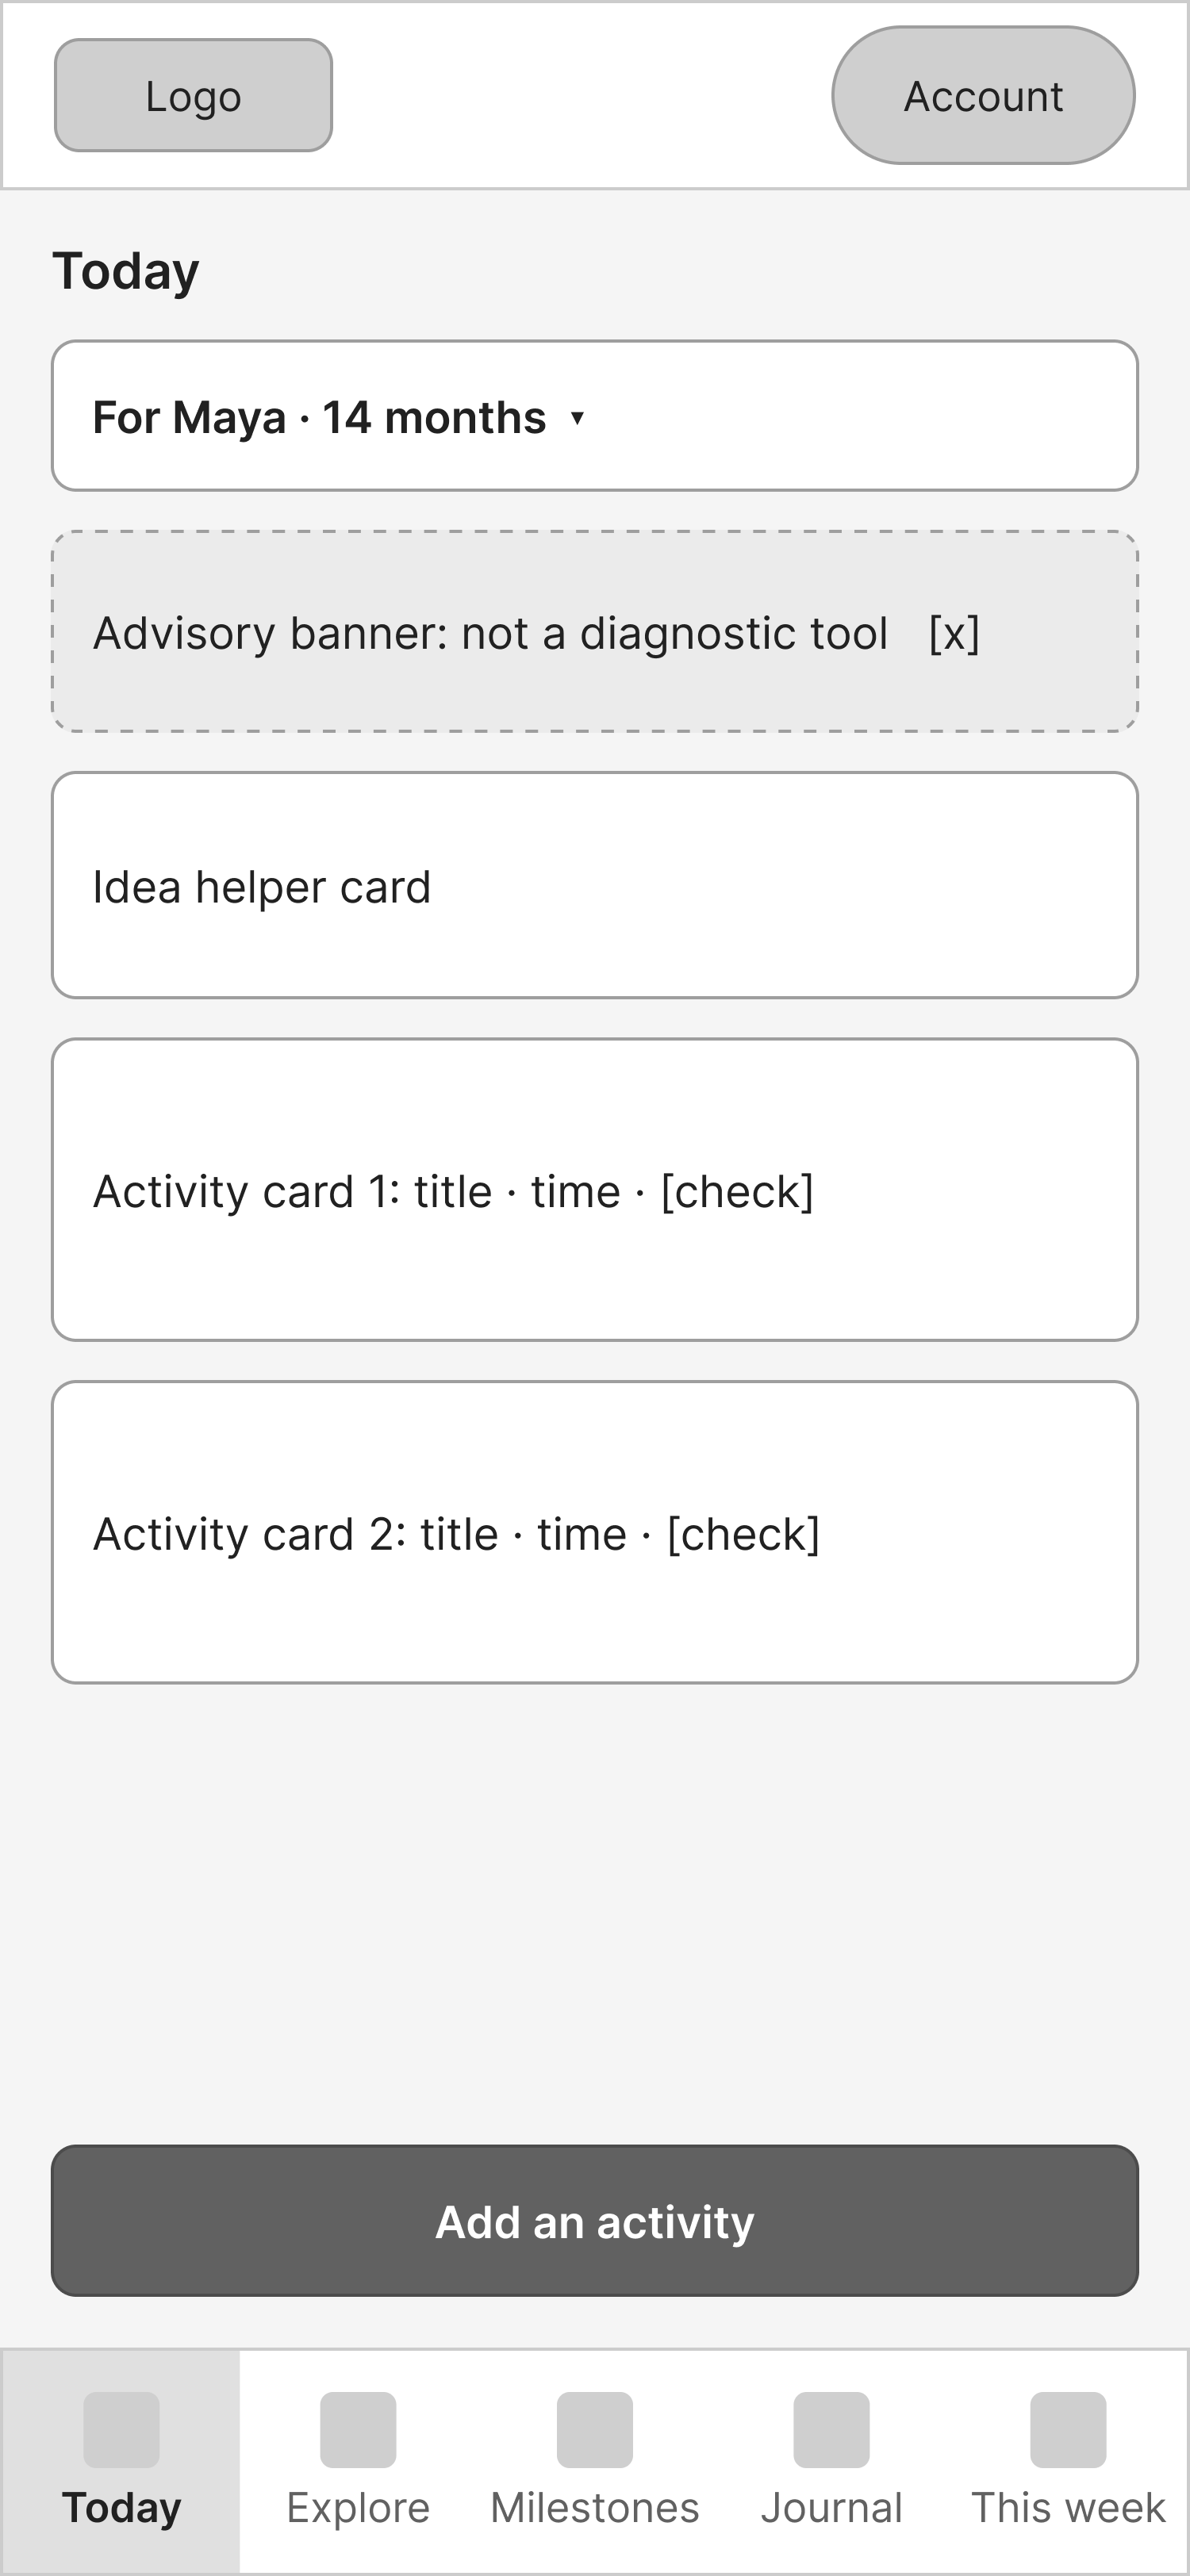 Logo
Account
Today
For Maya · 14 months ▾
Advisory banner: not a diagnostic tool [x]
Idea helper card
Activity card 1: title · time · [check]
Activity card 2: title · time · [check]
Add an activity
Today
Explore
Milestones
Journal
This week